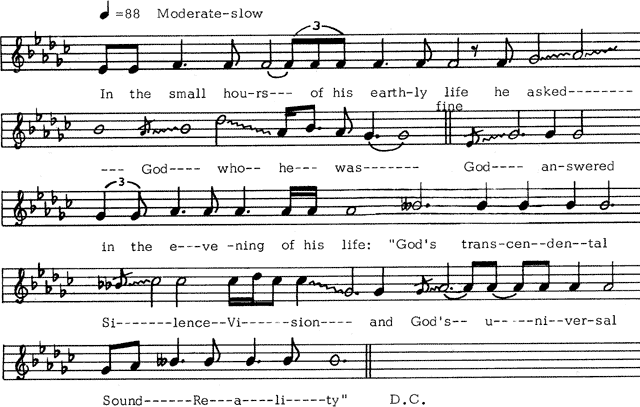 =88 Moderate-slow
3
In the small hou-rs--- of his earth-ly life he asked--------
fine
--- God---- who-- he--- was------- God---- an-swered
3
in the e---ve -ning of his life: "God's trans-cen--den--tal
Si-------lence--Vi------sion---- and God's-- u-----ni--ver-sal
Sound------Re---a----li-----ty" D.C.